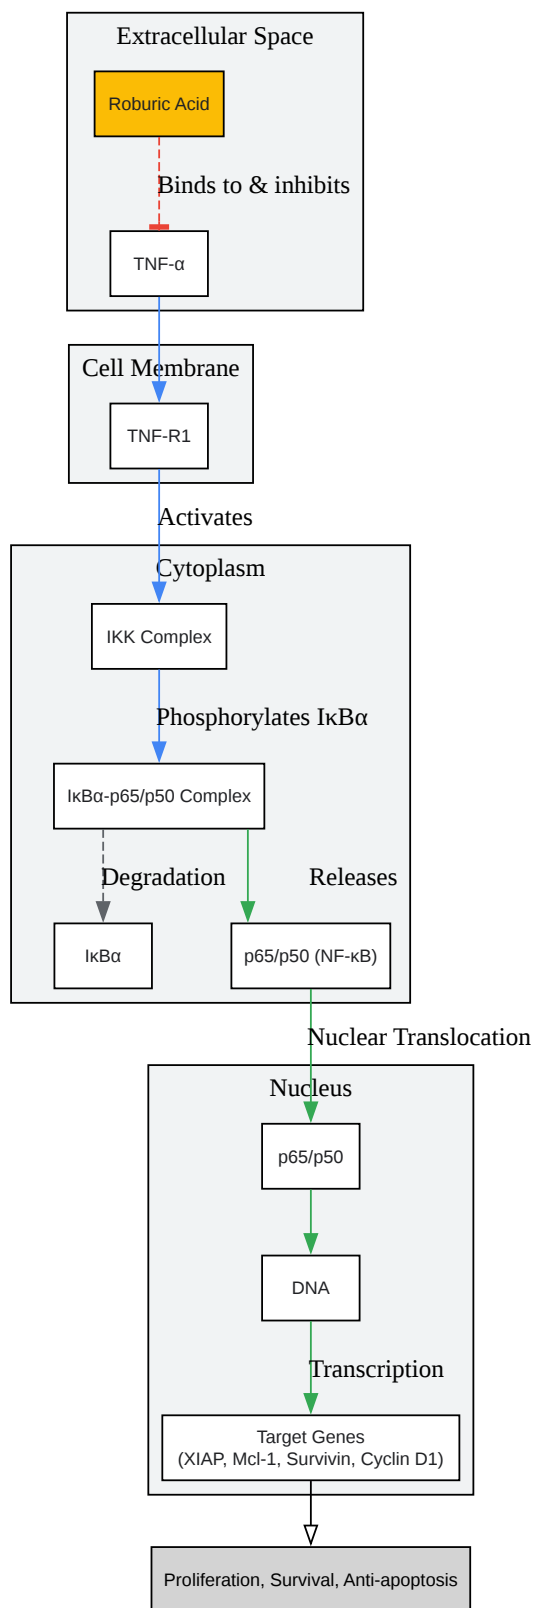 Extracellular Space
Roburic Acid
Binds to & inhibits
TNF-α
Cell Membrane
TNF-R1
Activates
Cytoplasm
IKK Complex
Phosphorylates IκBα
IκBα-p65/p50 Complex
Degradation
Releases
IκBα
p65/p50 (NF-κB)
Nuclear Translocation
Nucleus
p65/p50
DNA
Transcription
Target Genes
(XIAP, Mcl-1, Survivin, Cyclin D1)
Proliferation, Survival, Anti-apoptosis